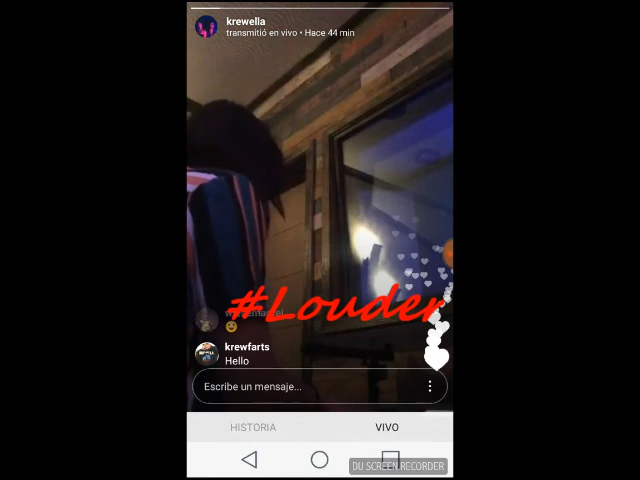 krewella
transmitió en vivo • Hace 44 min
#Louder
krewfarts
Hello
Escribe un mensaje...
HISTORIA
VIVO
DU SCREEN RECORDER